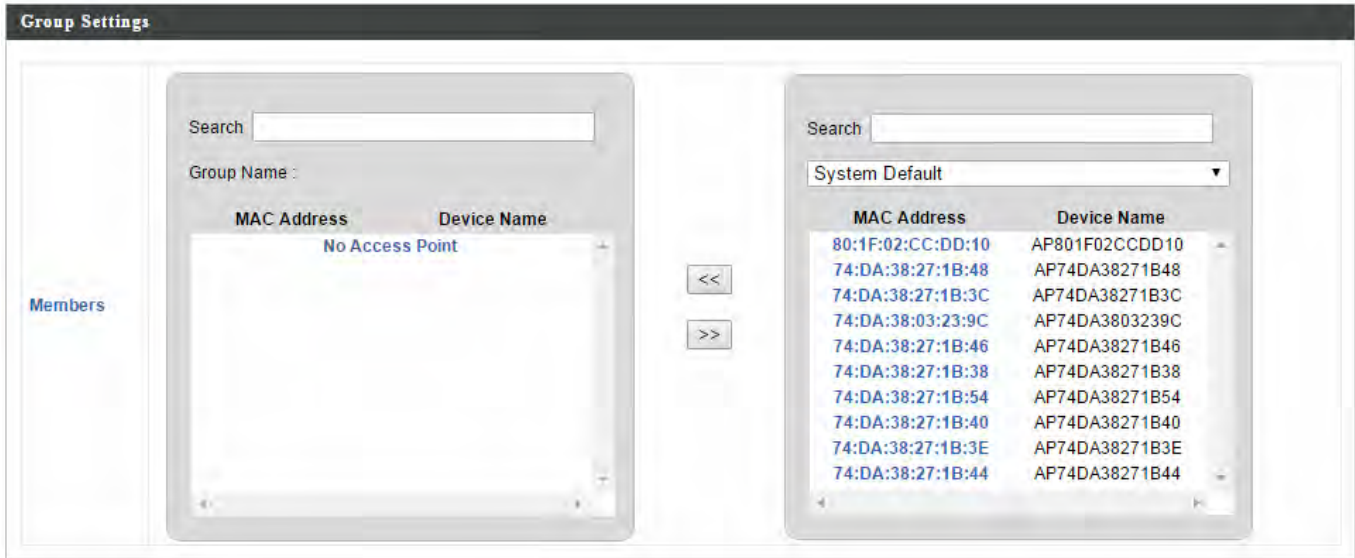 Group Settings
Members
Search
Group Name :
MAC Address Device Name
No Access Point
<<
>>
Search
System Default
MAC Address Device Name
80:1F:02:CC:DD:10 AP801F02CCDD10
74:DA:38:27:1B:48 AP74DA38271B48
74:DA:38:27:1B:3C AP74DA38271B3C
74:DA:38:03:23:9C AP74DA3803239C
74:DA:38:27:1B:46 AP74DA38271B46
74:DA:38:27:1B:38 AP74DA38271B38
74:DA:38:27:1B:54 AP74DA38271B54
74:DA:38:27:1B:40 AP74DA38271B40
74:DA:38:27:1B:3E AP74DA38271B3E
74:DA:38:27:1B:44 AP74DA38271B44